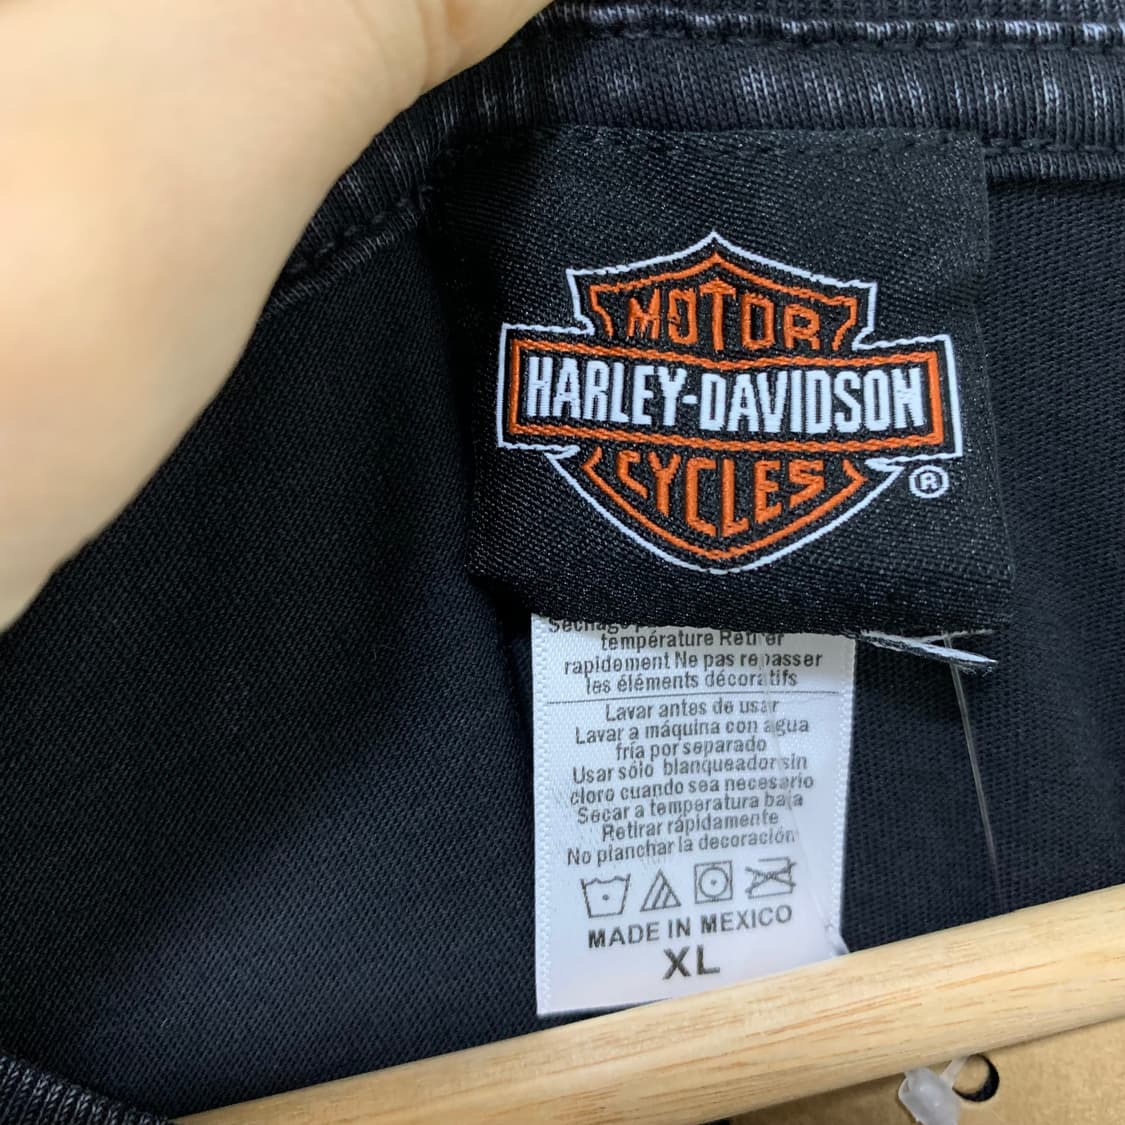 MOTOR
HARLEY-DAVIDSON
CYCLES
®
température Retirer
rapidement Ne pas repasser
les éléments décoratifs
Lavar antes de usar
Lavar a máquina con agua
fría por separado
Usar sólo blanqueador sin
cloro cuando sea necesario
Secar a temperatura baja
Retirar rápidamente
No planchar la decoración
MADE IN MEXICO
XL